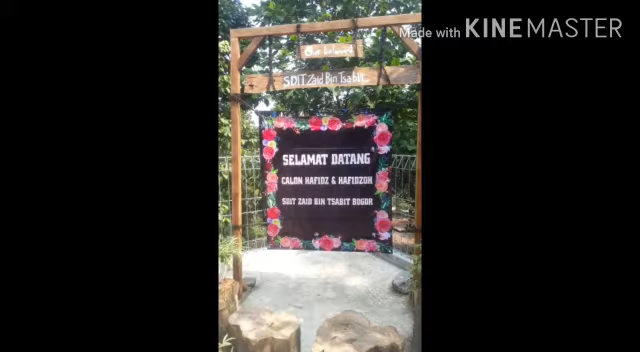 Made with KINEMASTER
SDIT Zaid Bin Tsabit
SELAMAT DATANG
CALON HAFIDZ & HAFIDZOH
SDIT ZAID BIN TSABIT BOGOR